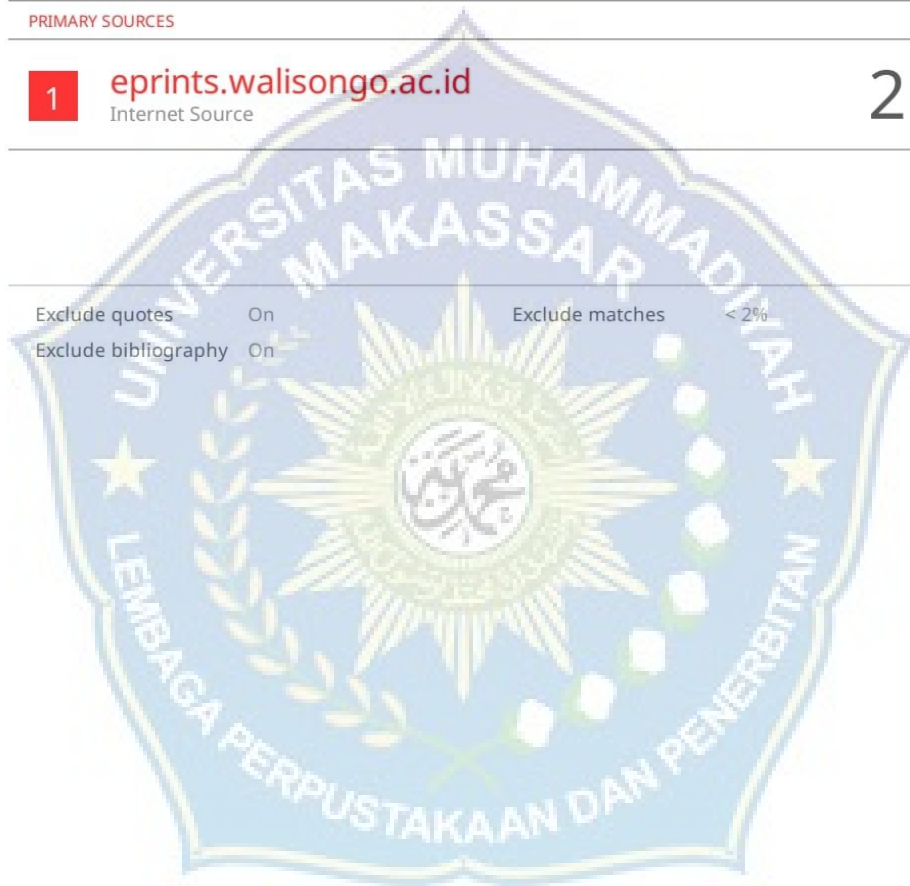 PRIMARY SOURCES
1 eprints.walisongo.ac.id 2
Internet Source
UNIVERSITAS MUHAMMADIYAH
MAKASSAR
Exclude quotes On Exclude matches < 2%
Exclude bibliography On
LEMBAGA PERPUSTAKAAN DAN PENERBITAN